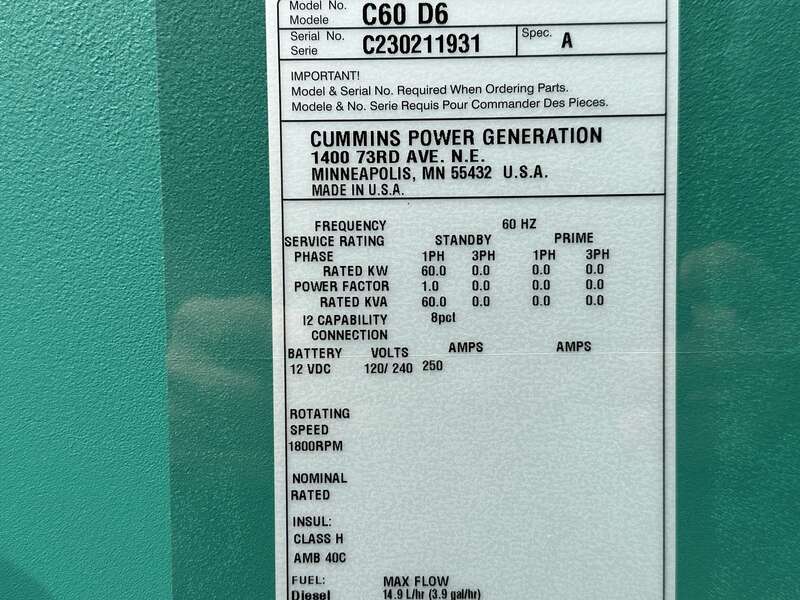 Model No. C60 D6
Modele
Serial No. C230211931 Spec. A
Serie
IMPORTANT!
Model & Serial No. Required When Ordering Parts.
Modele & No. Serie Requis Pour Commander Des Pieces.
CUMMINS POWER GENERATION
1400 73RD AVE. N.E.
MINNEAPOLIS, MN 55432 U.S.A.
MADE IN U.S.A.
FREQUENCY 60 HZ
SERVICE RATING STANDBY PRIME
PHASE 1PH 3PH 1PH 3PH
RATED KW 60.0 0.0 0.0 0.0
POWER FACTOR 1.0 0.0 0.0 0.0
RATED KVA 60.0 0.0 0.0 0.0
I2 CAPABILITY 8pct
CONNECTION
BATTERY VOLTS AMPS AMPS
12 VDC 120/ 240 250
ROTATING
SPEED
1800RPM
NOMINAL
RATED
INSUL:
CLASS H
AMB 40C
FUEL: MAX FLOW
Diesel 14.9 L/hr (3.9 gal/hr)